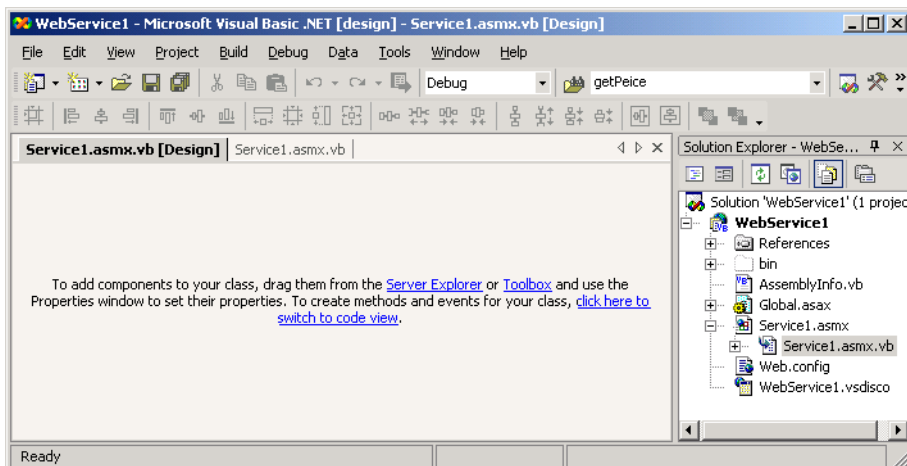 WebService1 - Microsoft Visual Basic .NET [design] - Service1.asmx.vb [Design]
File Edit View Project Build Debug Data Tools Window Help
Debug getPeice
Service1.asmx.vb [Design] Service1.asmx.vb
Solution Explorer - WebSe...
Solution 'WebService1' (1 projec
WebService1
References
bin
AssemblyInfo.vb
Global.asax
Service1.asmx
Service1.asmx.vb
Web.config
WebService1.vsdisco
To add components to your class, drag them from the Server Explorer or Toolbox and use the
Properties window to set their properties. To create methods and events for your class, click here to
switch to code view.
Ready